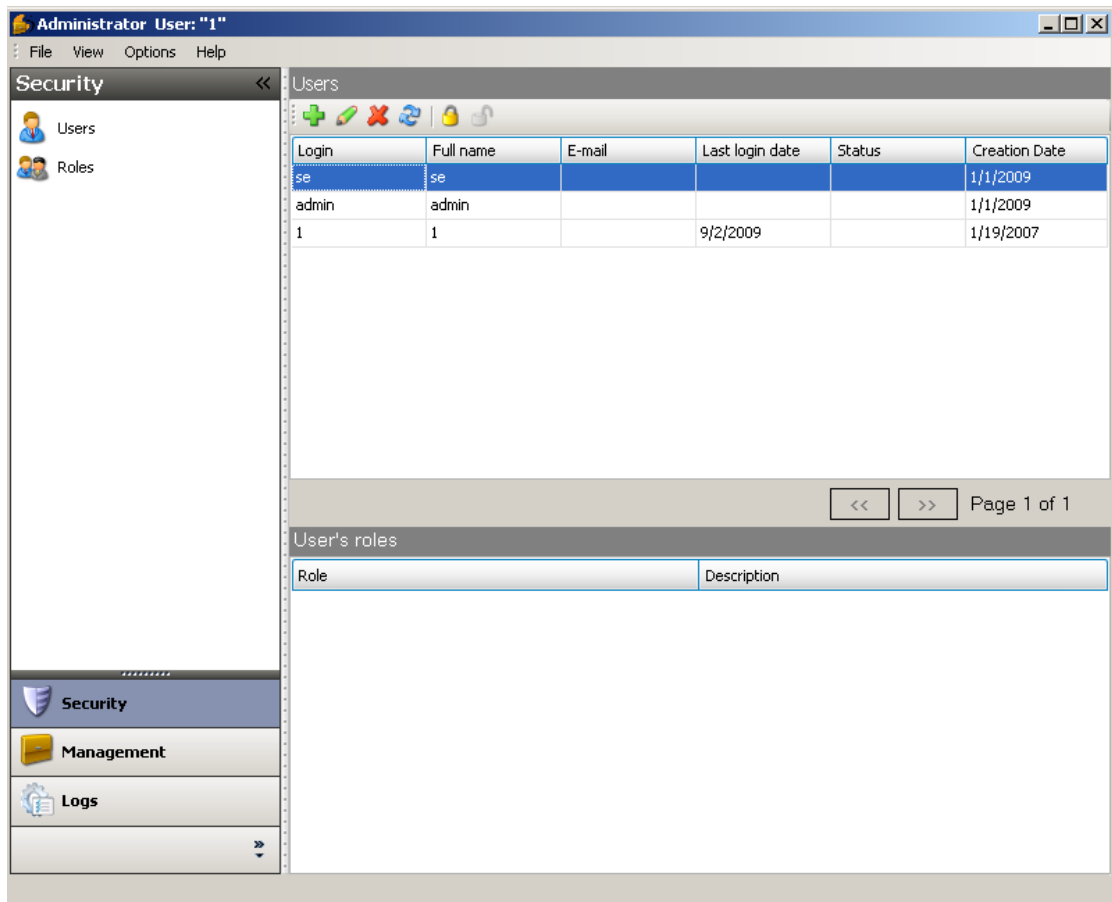 Administrator User: "1"
File View Options Help
Security «
Users
Roles
Users
Login Full name E-mail Last login date Status Creation Date
se se 1/1/2009
admin admin 1/1/2009
1 1 9/2/2009 1/19/2007
<< >> Page 1 of 1
User's roles
Role Description
Security
Management
Logs
»